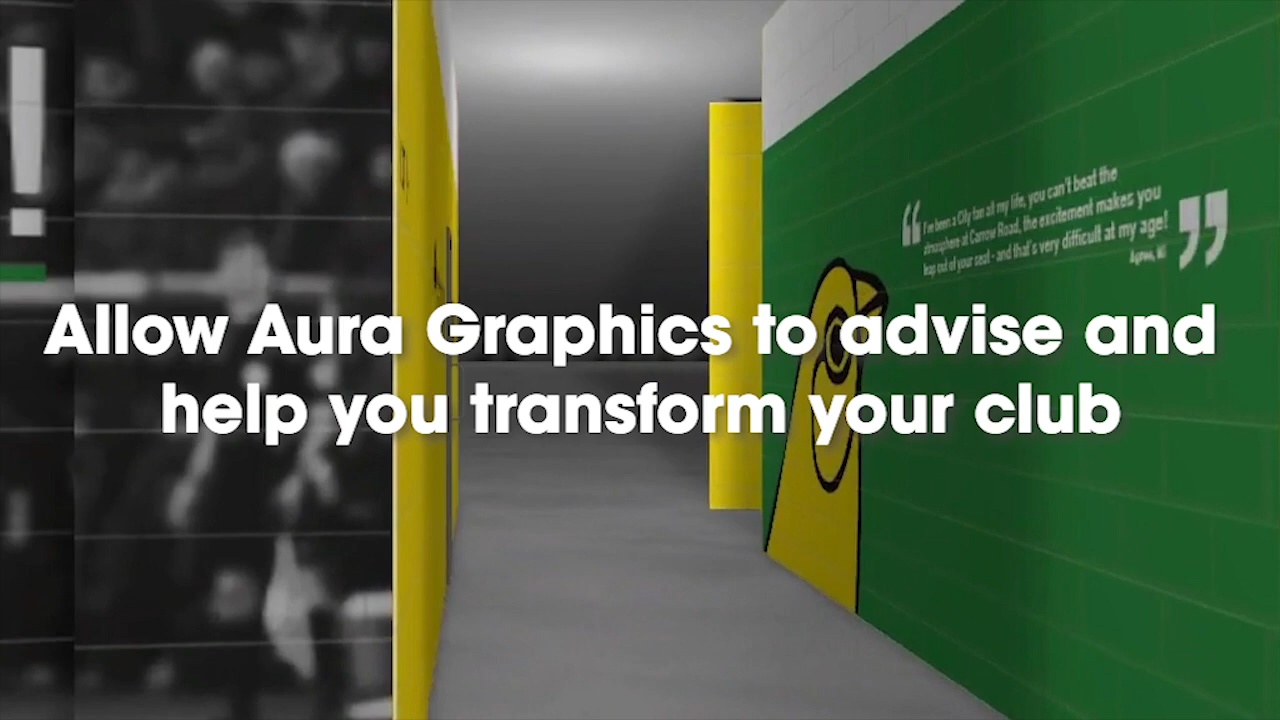 “I've been a City fan all my life, you can't beat the
atmosphere at Carrow Road, the excitement makes you
leap out of your seat - and that's very difficult at my age!”
Allow Aura Graphics to advise and
help you transform your club